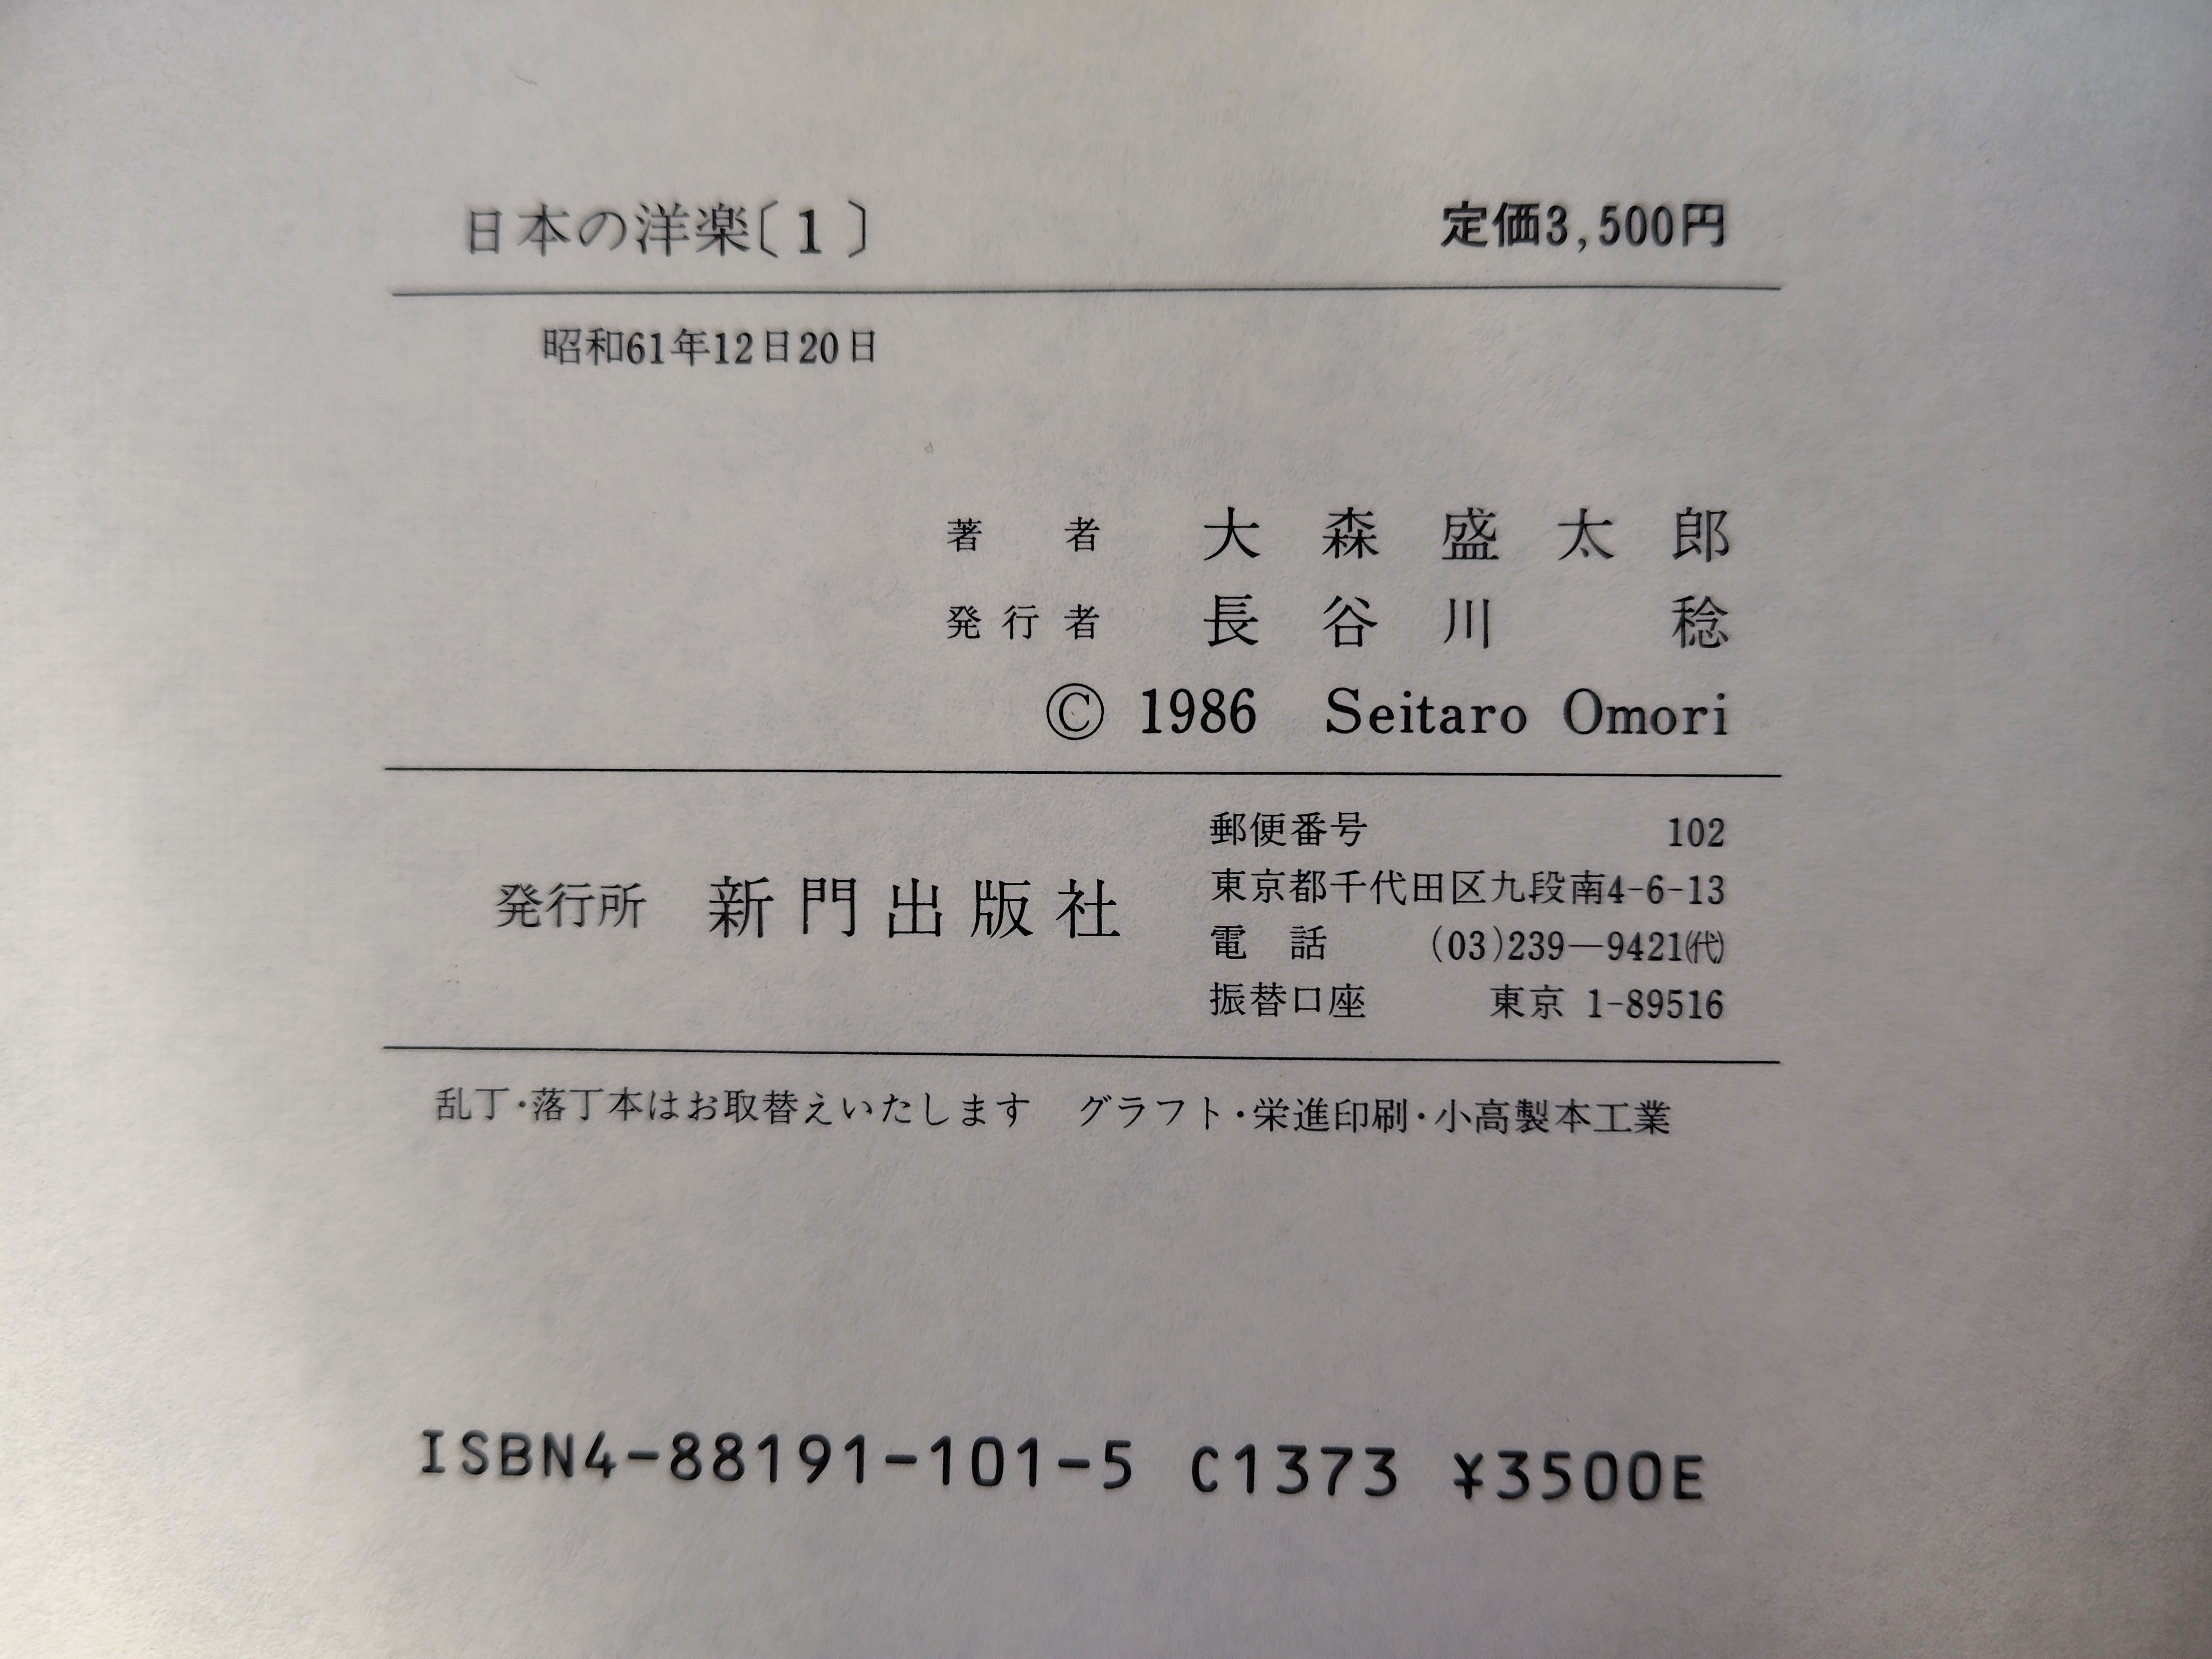 日本の洋楽〔1〕 定価3,500円
昭和61年12日20日
著者 大森盛太郎
発行者 長谷川 稔
© 1986 Seitaro Omori
発行所 新門出版社
郵便番号 102
東京都千代田区九段南4-6-13
電話 (03)239—9421㈹
振替口座 東京 1-89516
乱丁・落丁本はお取替えいたします グラフト・栄進印刷・小高製本工業
ISBN4-88191-101-5 C1373 ¥3500E